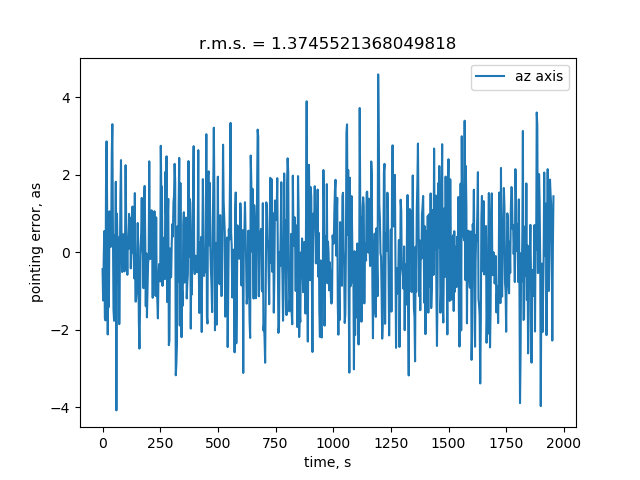 r.m.s. = 1.3745521368049818
az axis
pointing error, as
4
2
0
−2
−4
0 250 500 750 1000 1250 1500 1750 2000
time, s